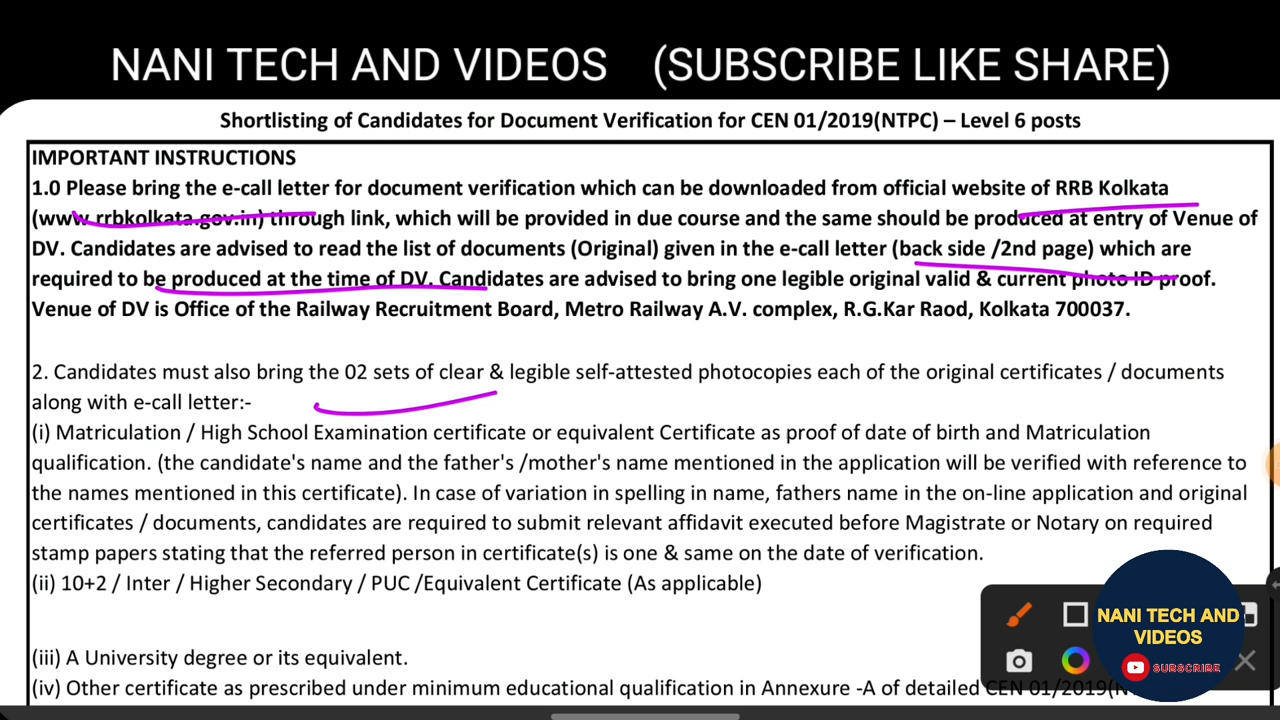 NANI TECH AND VIDEOS (SUBSCRIBE LIKE SHARE)
Shortlisting of Candidates for Document Verification for CEN 01/2019(NTPC) – Level 6 posts
IMPORTANT INSTRUCTIONS
1.0 Please bring the e-call letter for document verification which can be downloaded from official website of RRB Kolkata
(www.rrbkolkata.gov.in) through link, which will be provided in due course and the same should be produced at entry of Venue of
DV. Candidates are advised to read the list of documents (Original) given in the e-call letter (back side /2nd page) which are
required to be produced at the time of DV. Candidates are advised to bring one legible original valid & current photo ID proof.
Venue of DV is Office of the Railway Recruitment Board, Metro Railway A.V. complex, R.G.Kar Raod, Kolkata 700037.
2. Candidates must also bring the 02 sets of clear & legible self-attested photocopies each of the original certificates / documents
along with e-call letter:-
(i) Matriculation / High School Examination certificate or equivalent Certificate as proof of date of birth and Matriculation
qualification. (the candidate's name and the father's /mother's name mentioned in the application will be verified with reference to
the names mentioned in this certificate). In case of variation in spelling in name, fathers name in the on-line application and original
certificates / documents, candidates are required to submit relevant affidavit executed before Magistrate or Notary on required
stamp papers stating that the referred person in certificate(s) is one & same on the date of verification.
(ii) 10+2 / Inter / Higher Secondary / PUC /Equivalent Certificate (As applicable)
(iii) A University degree or its equivalent.
(iv) Other certificate as prescribed under minimum educational qualification in Annexure -A of detailed CEN 01/2019(N
NANI TECH AND
VIDEOS
SUBSCRIBE